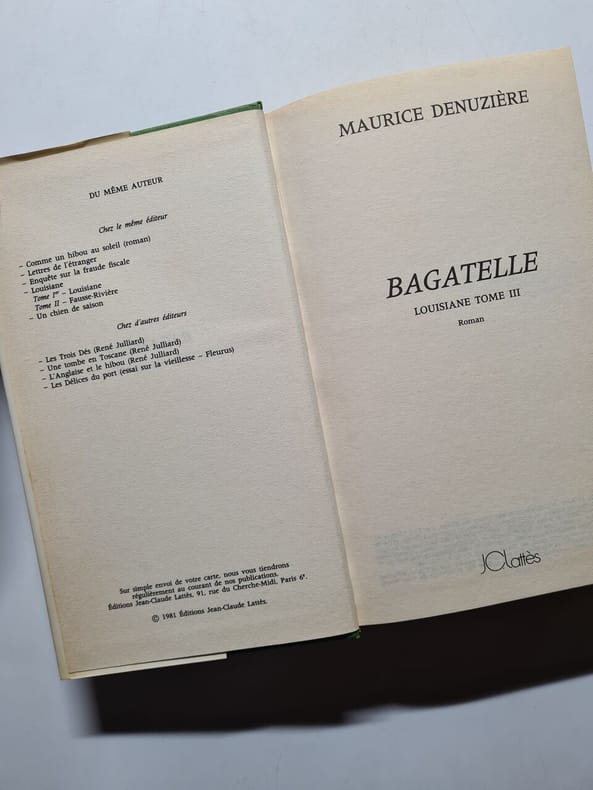 DU MÊME AUTEUR
Chez le même éditeur
– Comme un hibou au soleil (roman)
– Lettres de l'étranger
– Enquête sur la fraude fiscale
– Louisiane
Tome Iᵉʳ – Louisiane
Tome II – Fausse-Rivière
– Un chien de saison
Chez d'autres éditeurs
– Les Trois Dés (René Julliard)
– Une tombe en Toscane (René Julliard)
– L'Anglaise et le hibou (René Julliard)
– Les Délices du port (essai sur la vieillesse – Fleurus)
Sur simple envoi de votre carte, nous vous tiendrons
régulièrement au courant de nos publications.
Éditions Jean-Claude Lattès, 91, rue du Cherche-Midi, Paris 6ᵉ.
© 1981 Éditions Jean-Claude Lattès.
MAURICE DENUZIÈRE
BAGATELLE
LOUISIANE TOME III
Roman
JCLattès